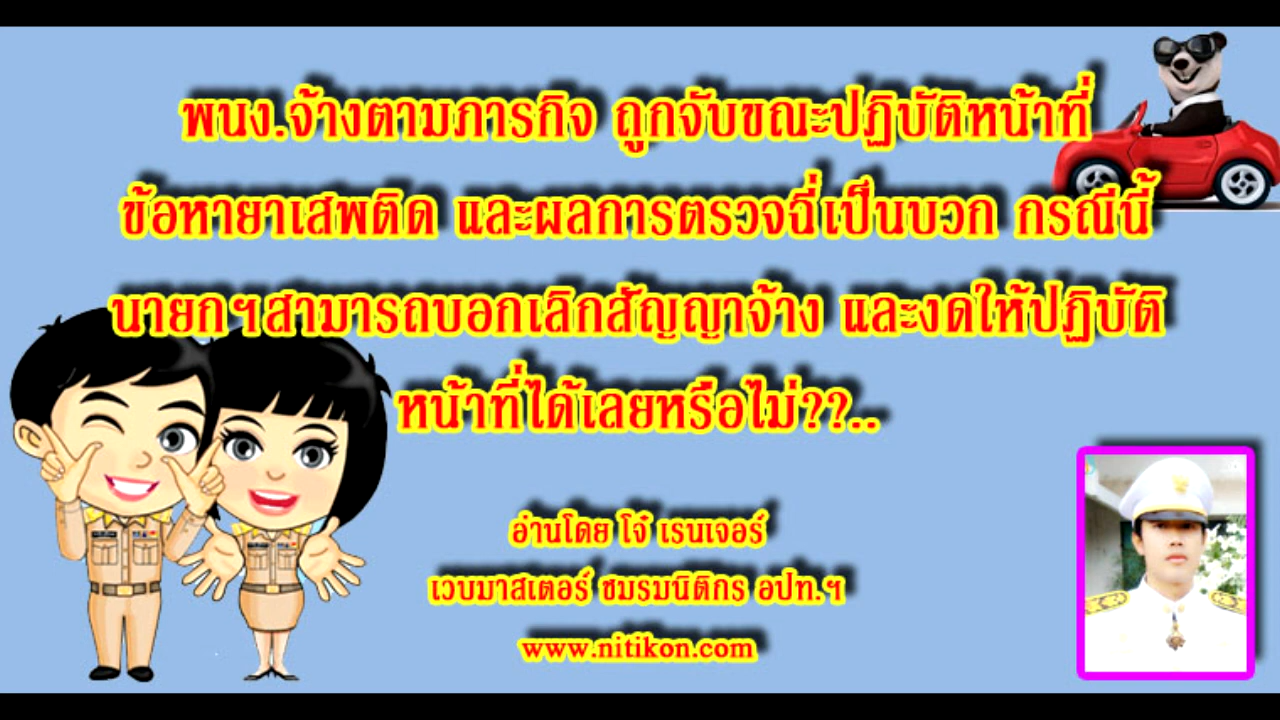 พนง.จ้างตามภารกิจ ถูกจับขณะปฏิบัติหน้าที่
ข้อหายาเสพติด และผลการตรวจฉี่เป็นบวก กรณีนี้
นายกฯสามารถบอกเลิกสัญญาจ้าง และงดให้ปฏิบัติ
หน้าที่ได้เลยหรือไม่??..
อ่านโดย โจ๋ เรนเจอร์
เวบมาสเตอร์ ชมรมนิติกร อปท.ฯ
www.nitikon.com